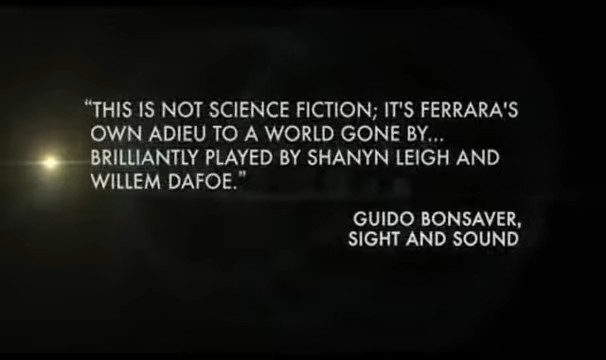 “THIS IS NOT SCIENCE FICTION; IT'S FERRARA'S
OWN ADIEU TO A WORLD GONE BY...
BRILLIANTLY PLAYED BY SHANYN LEIGH AND
WILLEM DAFOE.”
GUIDO BONSAVER,
SIGHT AND SOUND